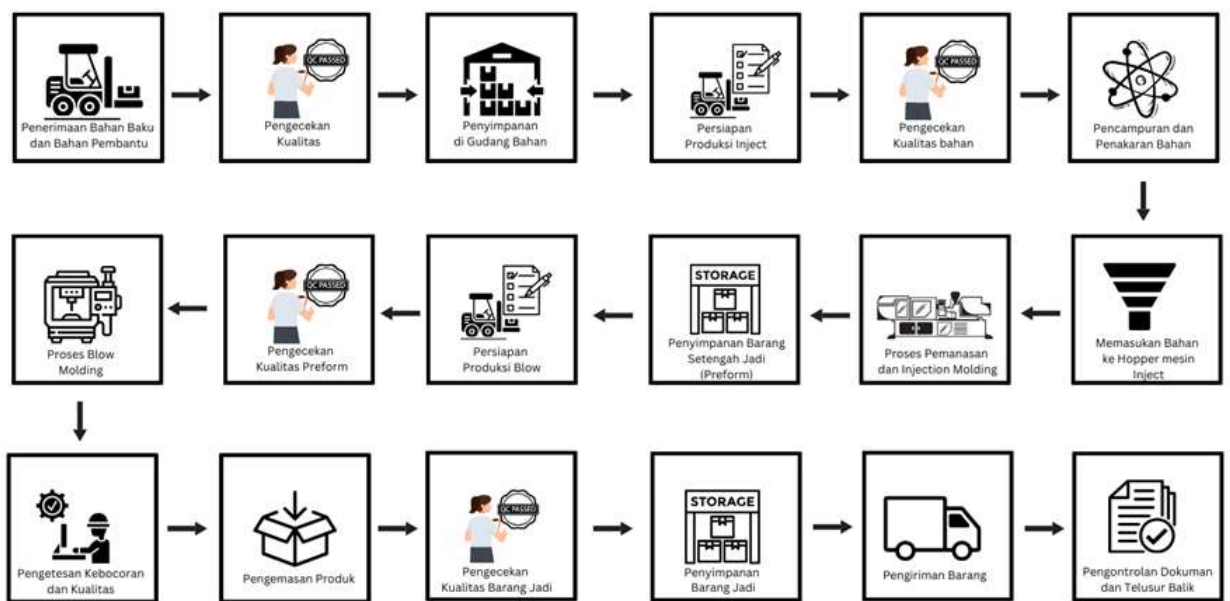 Penerimaan Bahan Baku
dan Bahan Pembantu
QC PASSED
Pengecekan
Kualitas
Penyimpanan
di Gudang Bahan
Persiapan
Produksi Inject
QC PASSED
Pengecekan
Kualitas bahan
Pencampuran dan
Penakaran Bahan
Memasukan Bahan
ke Hopper mesin
Inject
Proses Pemanasan
dan Injection Molding
STORAGE
Penyimpanan Barang
Setengah Jadi
(Preform)
Persiapan
Produksi Blow
QC PASSED
Pengecekan
Kualitas Preform
Proses Blow
Molding
Pengetesan Kebocoran
dan Kualitas
Pengemasan Produk
QC PASSED
Pengecekan
Kualitas Barang Jadi
STORAGE
Penyimpanan
Barang Jadi
Pengiriman Barang
Pengontrolan Dokuman
dan Telusur Balik